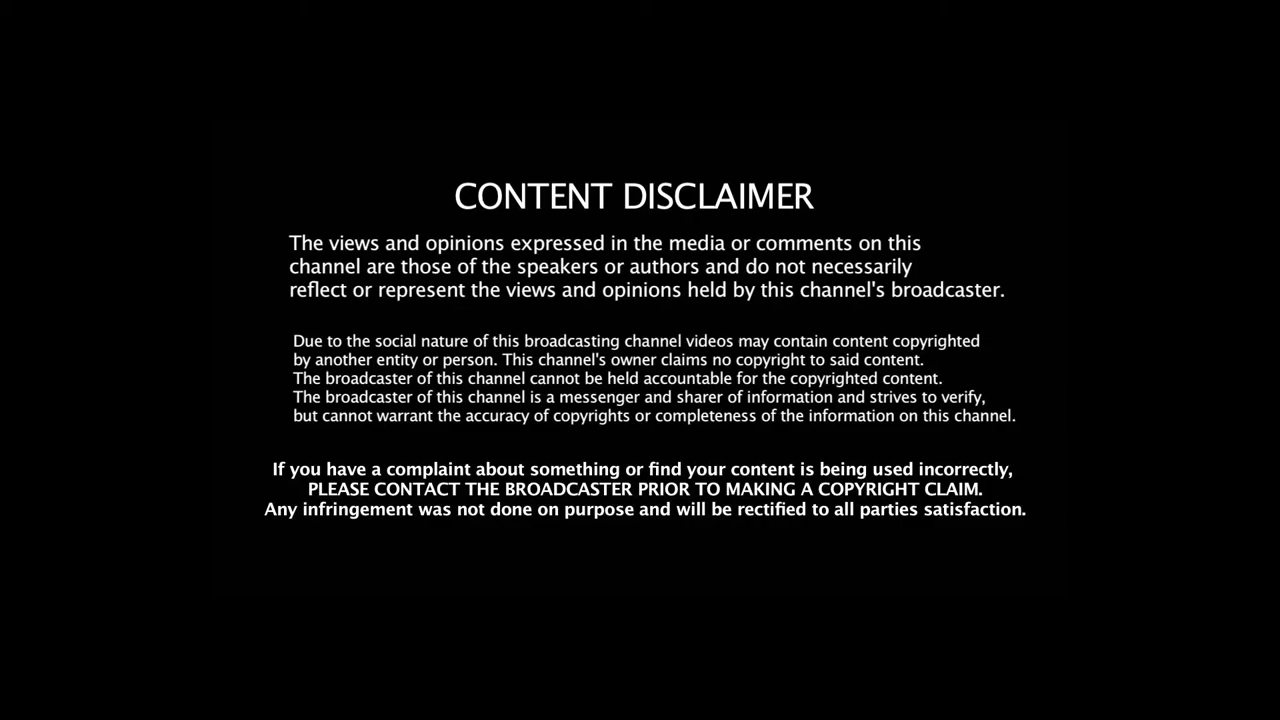 CONTENT DISCLAIMER
The views and opinions expressed in the media or comments on this
channel are those of the speakers or authors and do not necessarily
reflect or represent the views and opinions held by this channel's broadcaster.
Due to the social nature of this broadcasting channel videos may contain content copyrighted
by another entity or person. This channel's owner claims no copyright to said content.
The broadcaster of this channel cannot be held accountable for the copyrighted content.
The broadcaster of this channel is a messenger and sharer of information and strives to verify,
but cannot warrant the accuracy of copyrights or completeness of the information on this channel.
If you have a complaint about something or find your content is being used incorrectly,
PLEASE CONTACT THE BROADCASTER PRIOR TO MAKING A COPYRIGHT CLAIM.
Any infringement was not done on purpose and will be rectified to all parties satisfaction.